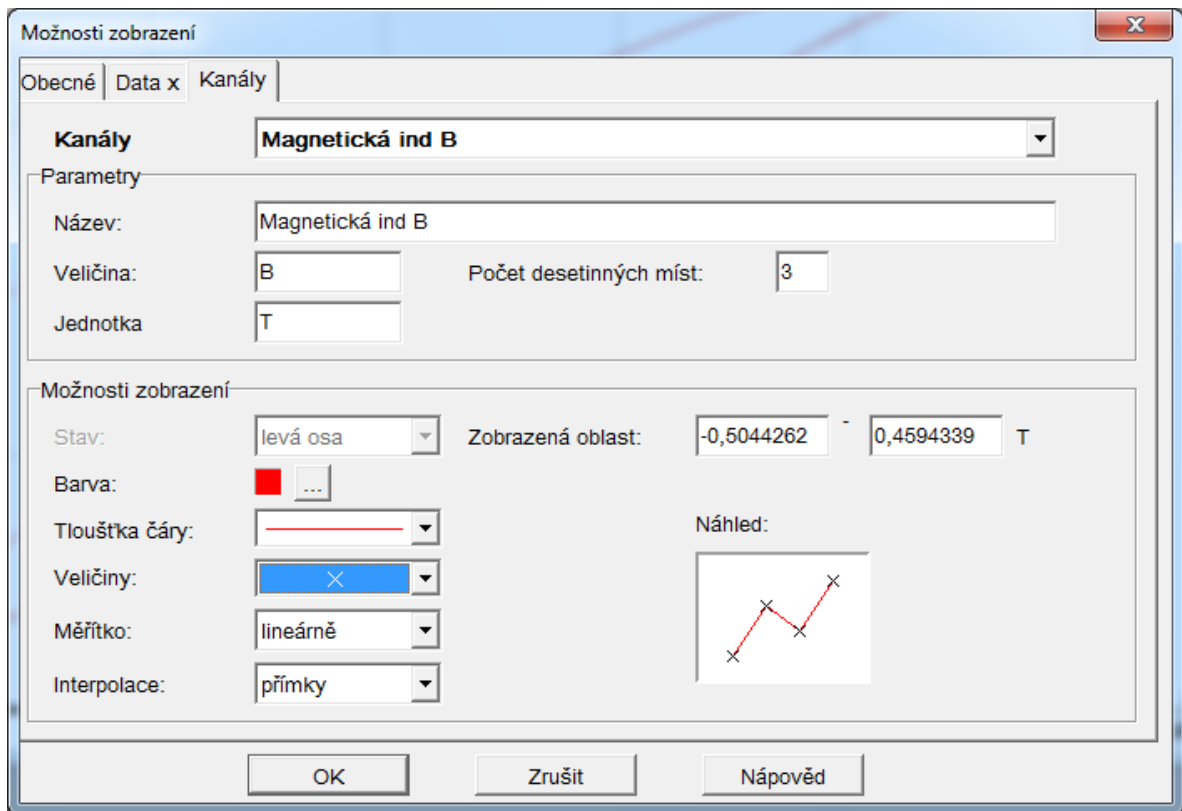 Možnosti zobrazení
Obecné Data x Kanály
Kanály Magnetická ind B
Parametry
Název: Magnetická ind B
Veličina: B Počet desetinných míst: 3
Jednotka T
Možnosti zobrazení
Stav: levá osa Zobrazená oblast: -0,5044262 - 0,4594339 T
Barva: ...
Tloušťka čáry: Náhled:
Veličiny:
Měřítko: lineárně
Interpolace: přímky
OK Zrušit Nápověd